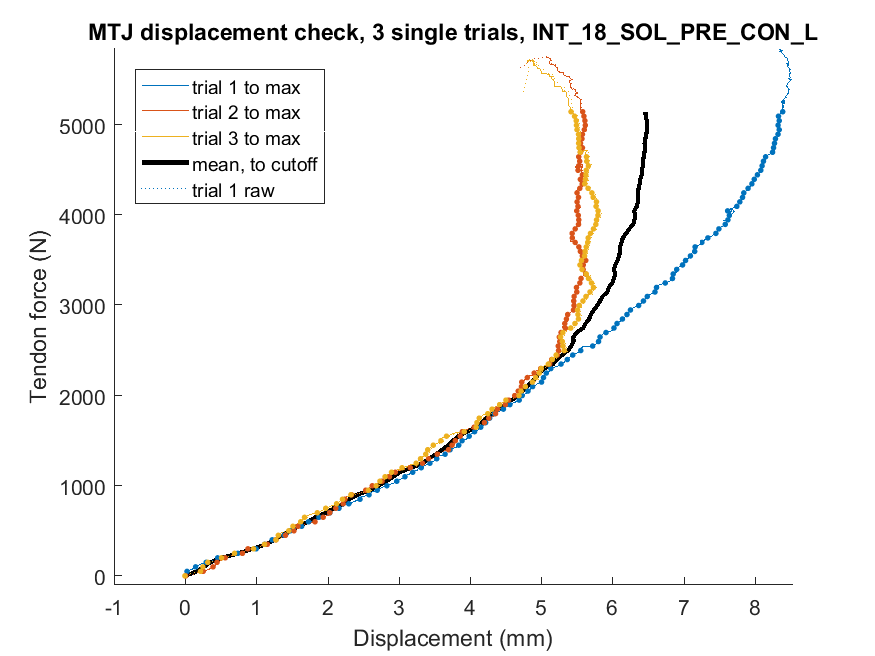 MTJ displacement check, 3 single trials, INT_18_SOL_PRE_CON_L
trial 1 to max
trial 2 to max
trial 3 to max
mean, to cutoff
trial 1 raw
5000
4000
3000
2000
1000
0
Tendon force (N)
-1 0 1 2 3 4 5 6 7 8
Displacement (mm)